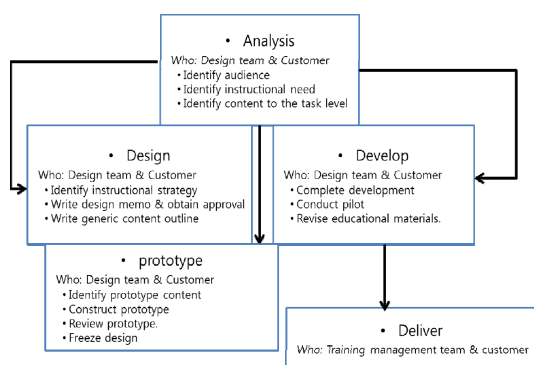 • Analysis
Who: Design team & Customer
• Identify audience
• Identify instructional need
• Identify content to the task level
• Design
Who: Design team & Customer
• Identify instructional strategy
• Write design memo & obtain approval
• Write generic content outline
• Develop
Who: Design team & Customer
• Complete development
• Conduct pilot
• Revise educational materials.
• prototype
Who: Design team & Customer
• Identify prototype content
• Construct prototype
• Review prototype.
• Freeze design
• Deliver
Who: Training management team & customer